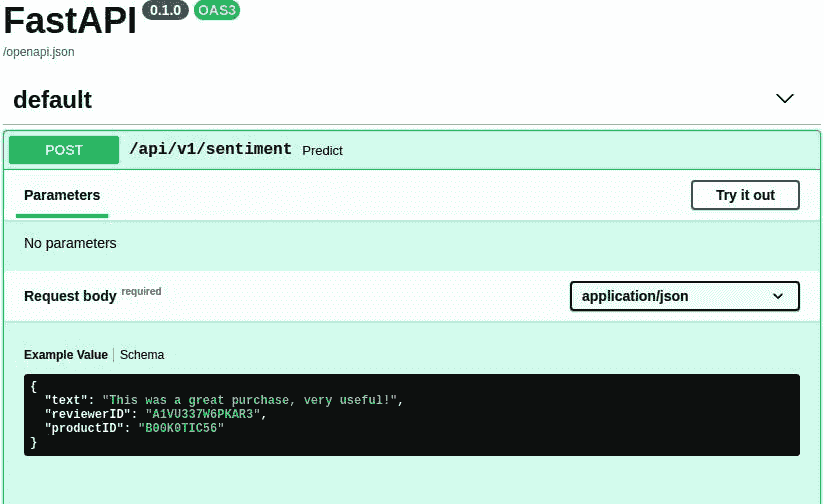 FastAPI 0.1.0 OAS3
/openapi.json
default
POST /api/v1/sentiment Predict
Parameters Try it out
No parameters
Request body required application/json
Example Value Schema
{
"text": "This was a great purchase, very useful!",
"reviewerID": "A1VU337W6PKAR3",
"productID": "B00K0TIC56"
}